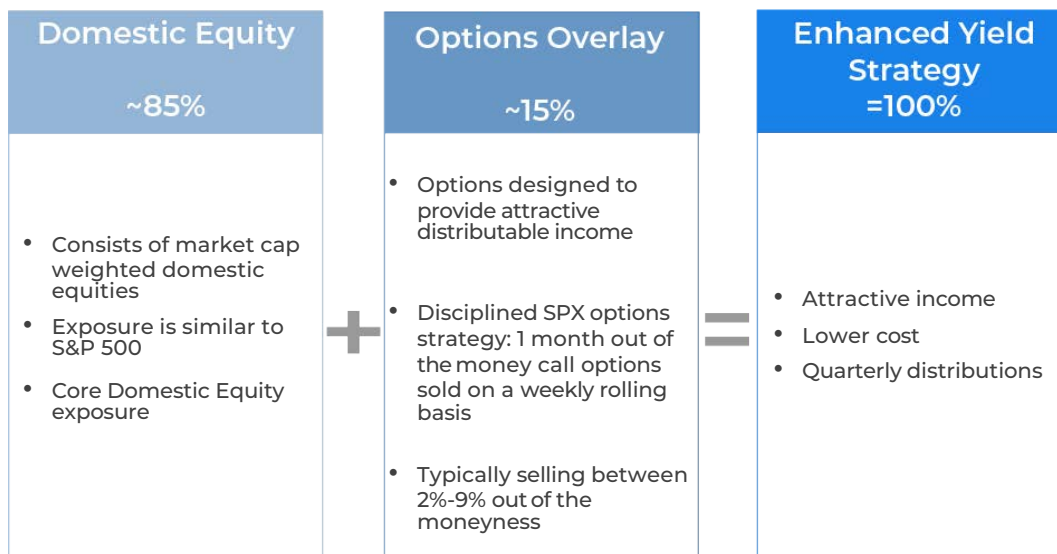 Domestic Equity
~85%
• Consists of market cap
weighted domestic
equities
• Exposure is similar to
S&P 500
• Core Domestic Equity
exposure
+
Options Overlay
~15%
• Options designed to
provide attractive
distributable income
• Disciplined SPX options
strategy: 1 month out of
the money call options
sold on a weekly rolling
basis
• Typically selling between
2%-9% out of the
moneyness
=
Enhanced Yield
Strategy
=100%
• Attractive income
• Lower cost
• Quarterly distributions